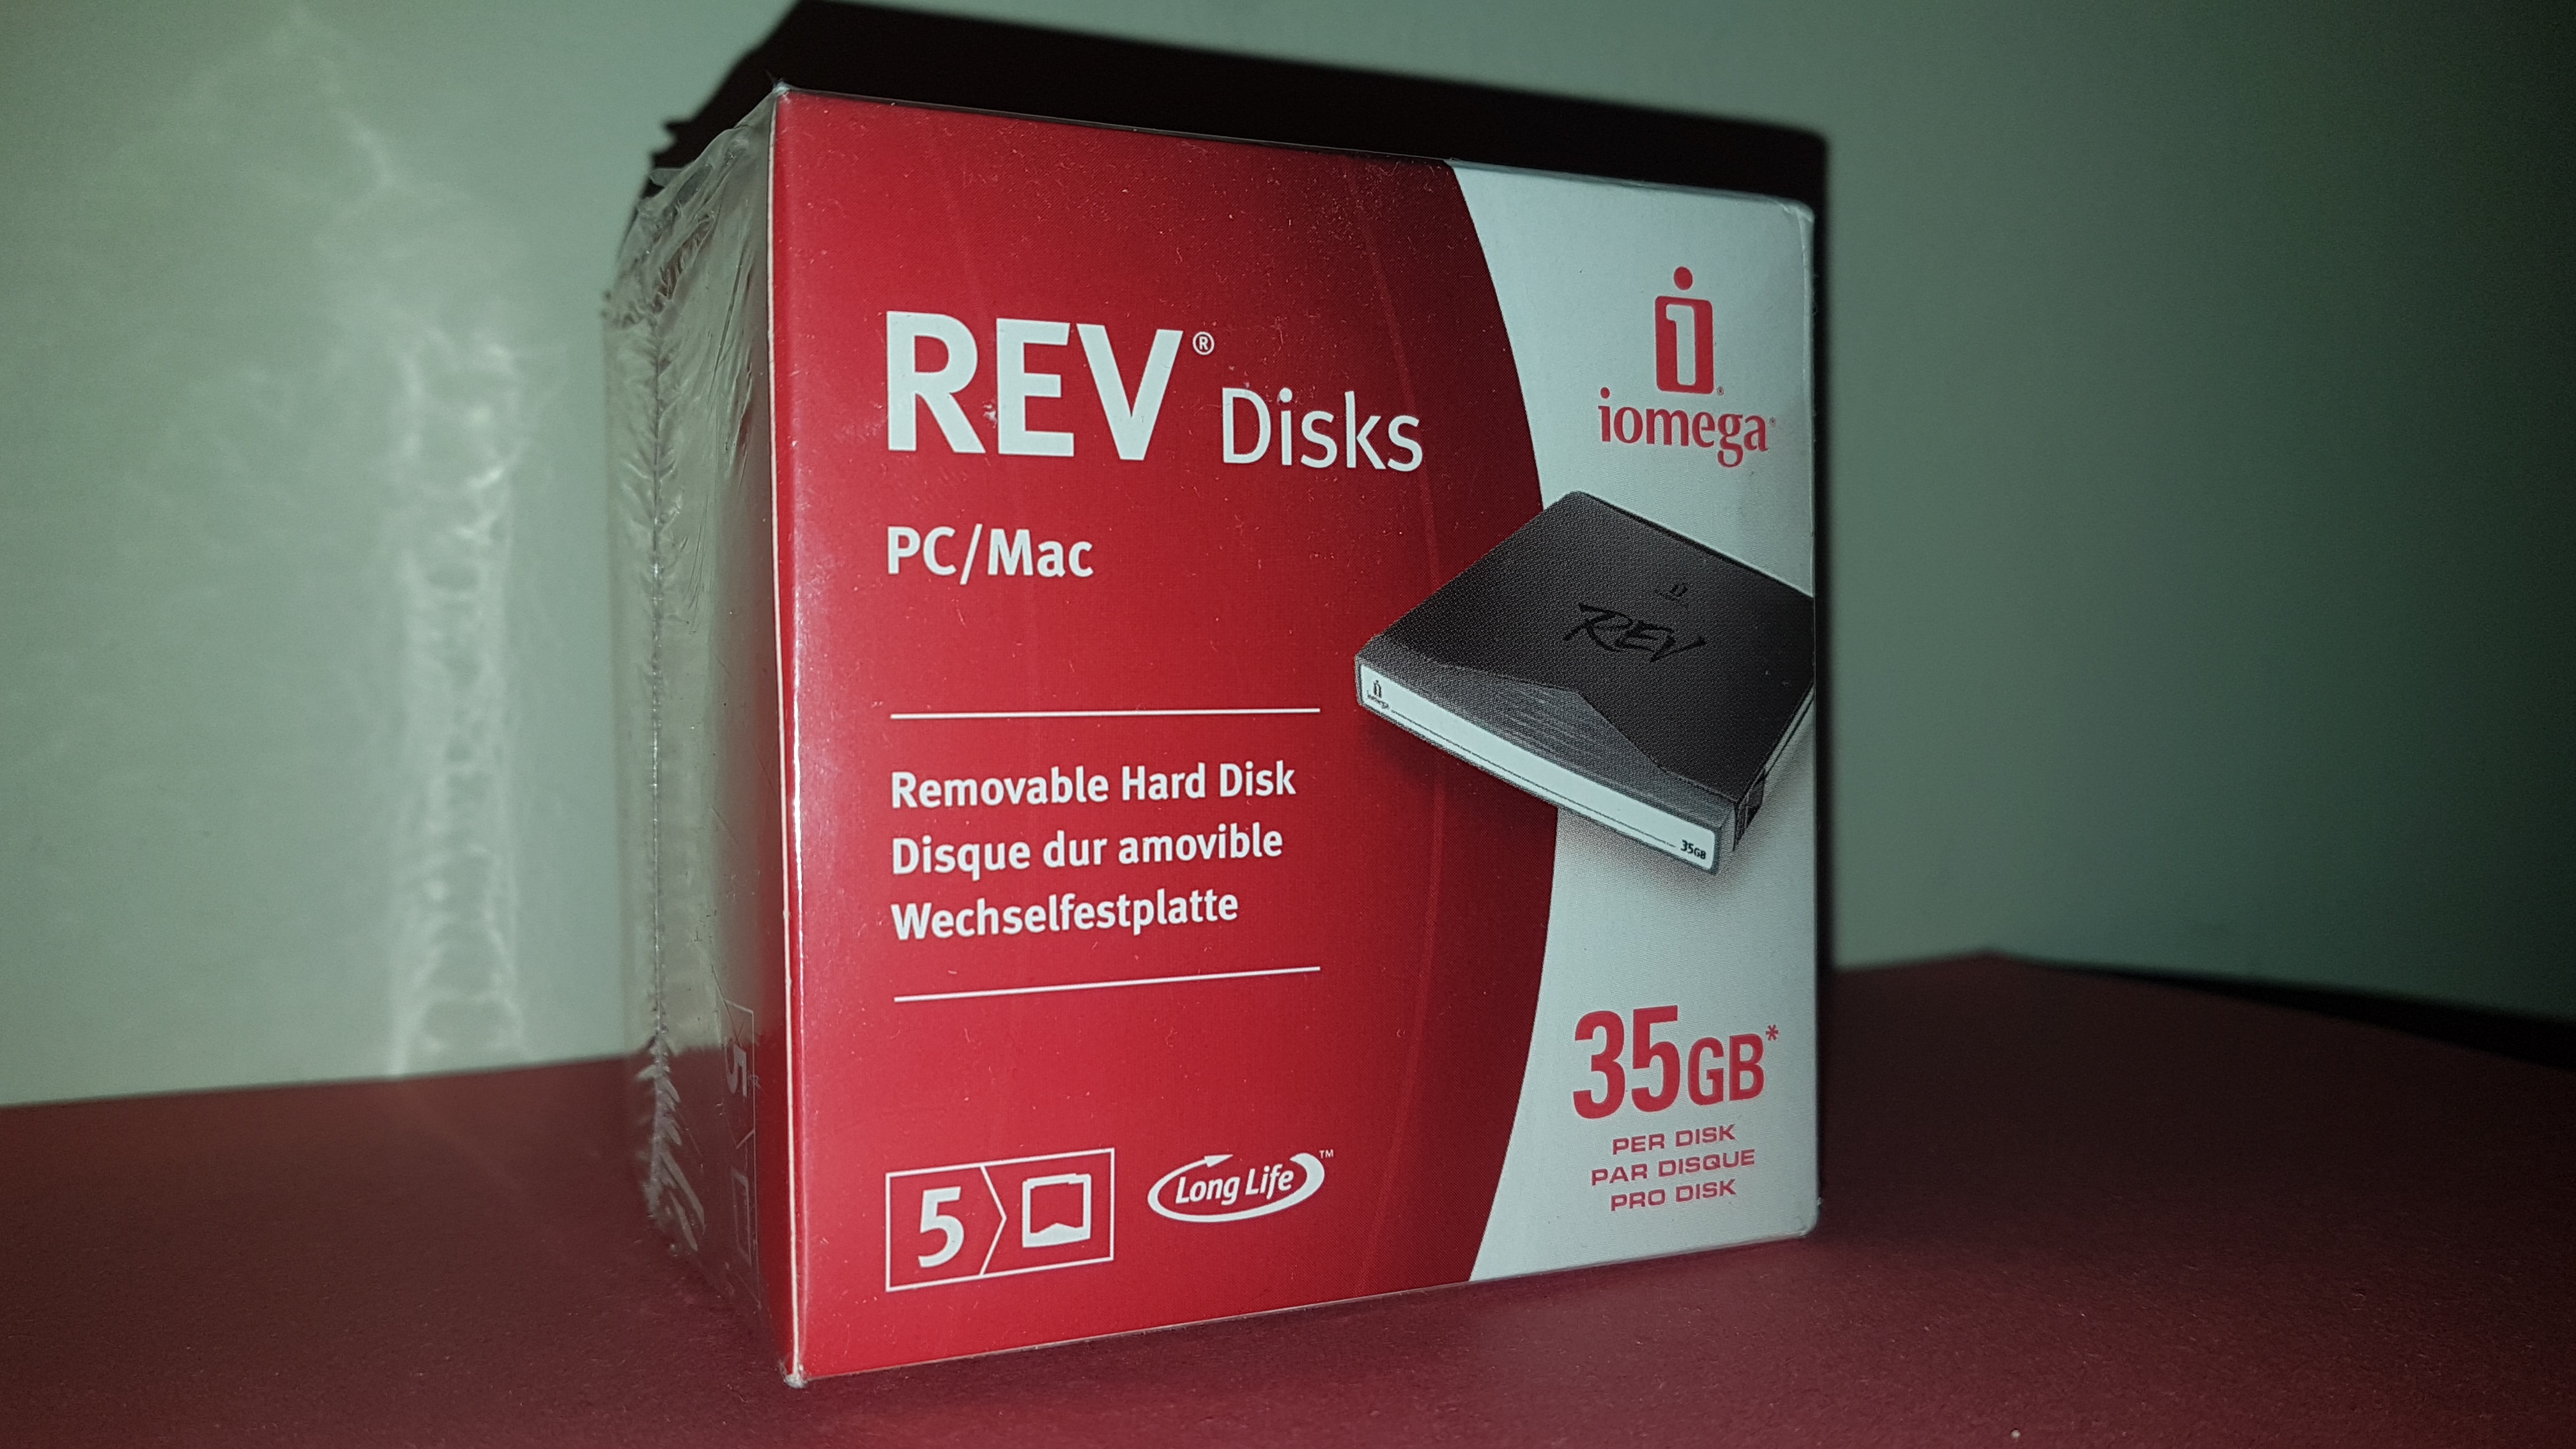 REV® Disks
PC/Mac
Removable Hard Disk
Disque dur amovible
Wechselfestplatte
5
Long Life™
iomega®
REV
iomega
35GB
35GB*
PER DISK
PAR DISQUE
PRO DISK
5